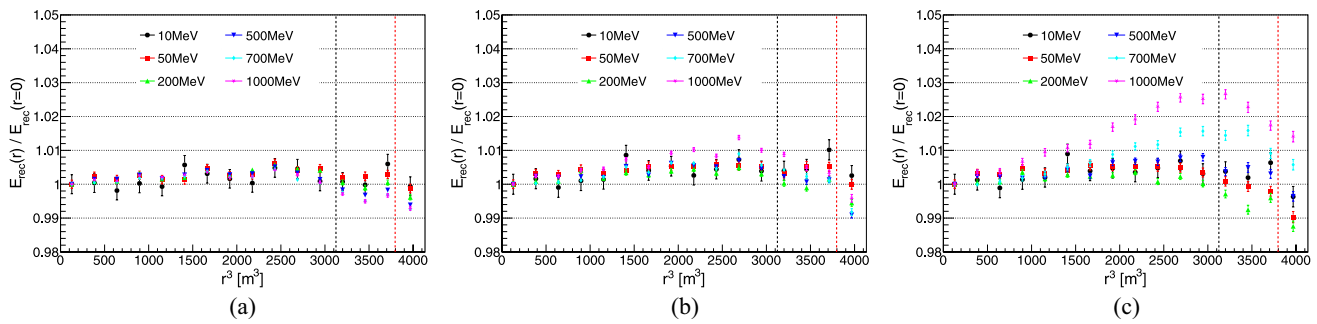 E_rec(r) / E_rec(r=0)
1.05
1.04
1.03
1.02
1.01
1
0.99
0.98
10MeV 500MeV
50MeV 700MeV
200MeV 1000MeV
0 500 1000 1500 2000 2500 3000 3500 4000
r³ [m³]
(a)
E_rec(r) / E_rec(r=0)
1.05
1.04
1.03
1.02
1.01
1
0.99
0.98
10MeV 500MeV
50MeV 700MeV
200MeV 1000MeV
0 500 1000 1500 2000 2500 3000 3500 4000
r³ [m³]
(b)
E_rec(r) / E_rec(r=0)
1.05
1.04
1.03
1.02
1.01
1
0.99
0.98
10MeV 500MeV
50MeV 700MeV
200MeV 1000MeV
0 500 1000 1500 2000 2500 3000 3500 4000
r³ [m³]
(c)